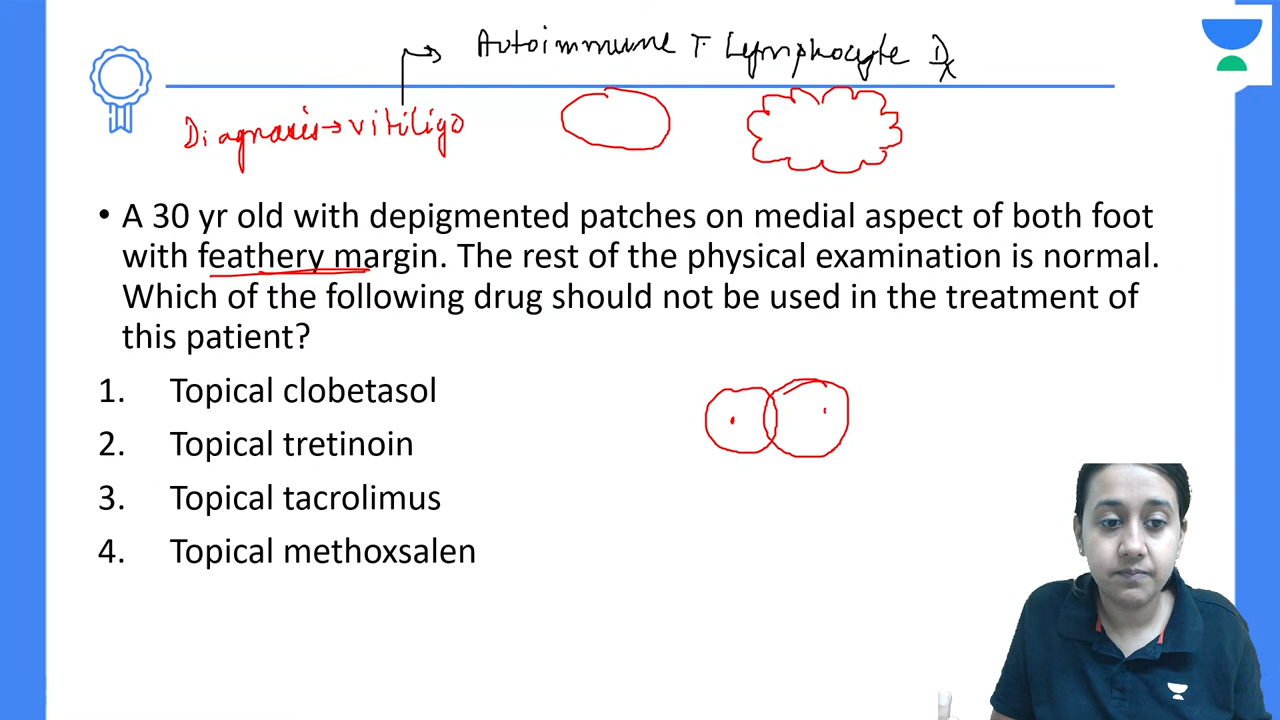 Autoimmune T Lymphocyte Dx
Diagnosis → vitiligo
• A 30 yr old with depigmented patches on medial aspect of both foot
with feathery margin. The rest of the physical examination is normal.
Which of the following drug should not be used in the treatment of
this patient?
1. Topical clobetasol
2. Topical tretinoin
3. Topical tacrolimus
4. Topical methoxsalen